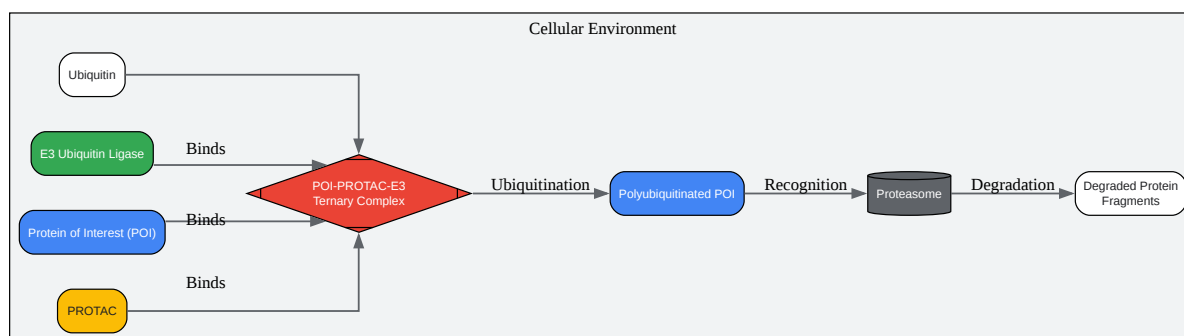 Cellular Environment
Ubiquitin
E3 Ubiquitin Ligase
Binds
POI-PROTAC-E3
Ternary Complex
Ubiquitination
Polyubiquitinated POI
Recognition
Proteasome
Degradation
Degraded Protein
Fragments
Protein of Interest (POI)
Binds
Binds
PROTAC